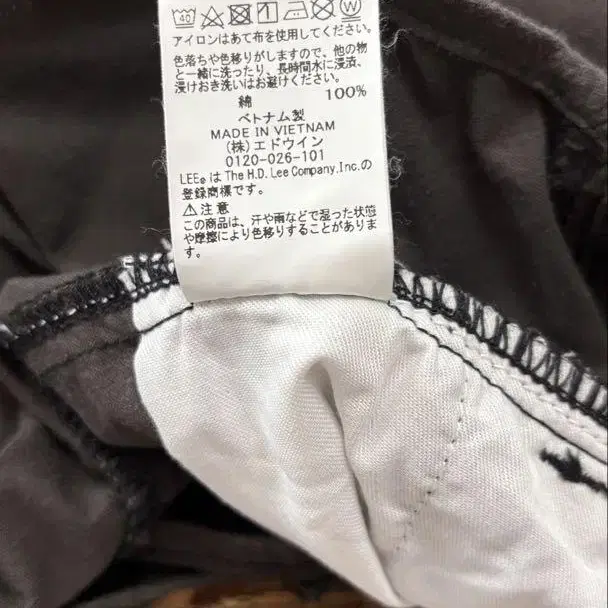 40
アイロンはあて布を使用してください。
色落ちや色移りがしますので、他の物
と一緒に洗ったり、長時間水に浸漬、
浸けおき洗いはお避けください。
綿 100%
ベトナム製
MADE IN VIETNAM
(株)エドウイン
0120-026-101
LEE®は The H.D. Lee Company,Inc.の
登録商標です。
⚠注意
この商品は、汗や雨などで湿った状態
や摩擦により色移りすることがありま
す。